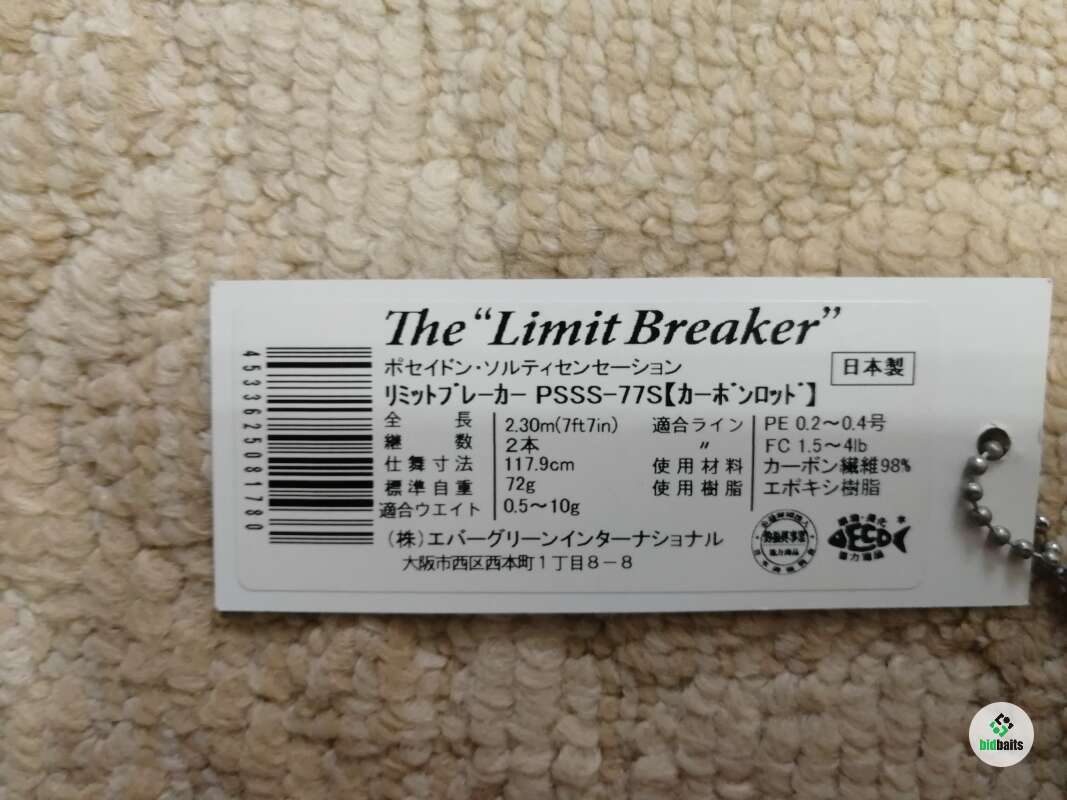 The “Limit Breaker”
ポセイドン・ソルティセンセーション
日本製
リミットブレーカー PSSS-77S【カーボンロッド】
全長 2.30m(7ft7in) 適合ライン PE 0.2～0.4号
継数 2本 〃 FC 1.5～4lb
仕舞寸法 117.9cm 使用材料 カーボン繊維98%
標準自重 72g 使用樹脂 エポキシ樹脂
適合ウエイト 0.5～10g
(株)エバーグリーンインターナショナル
大阪市西区西本町1丁目8-8
4533625081780
ECO
bidbaits